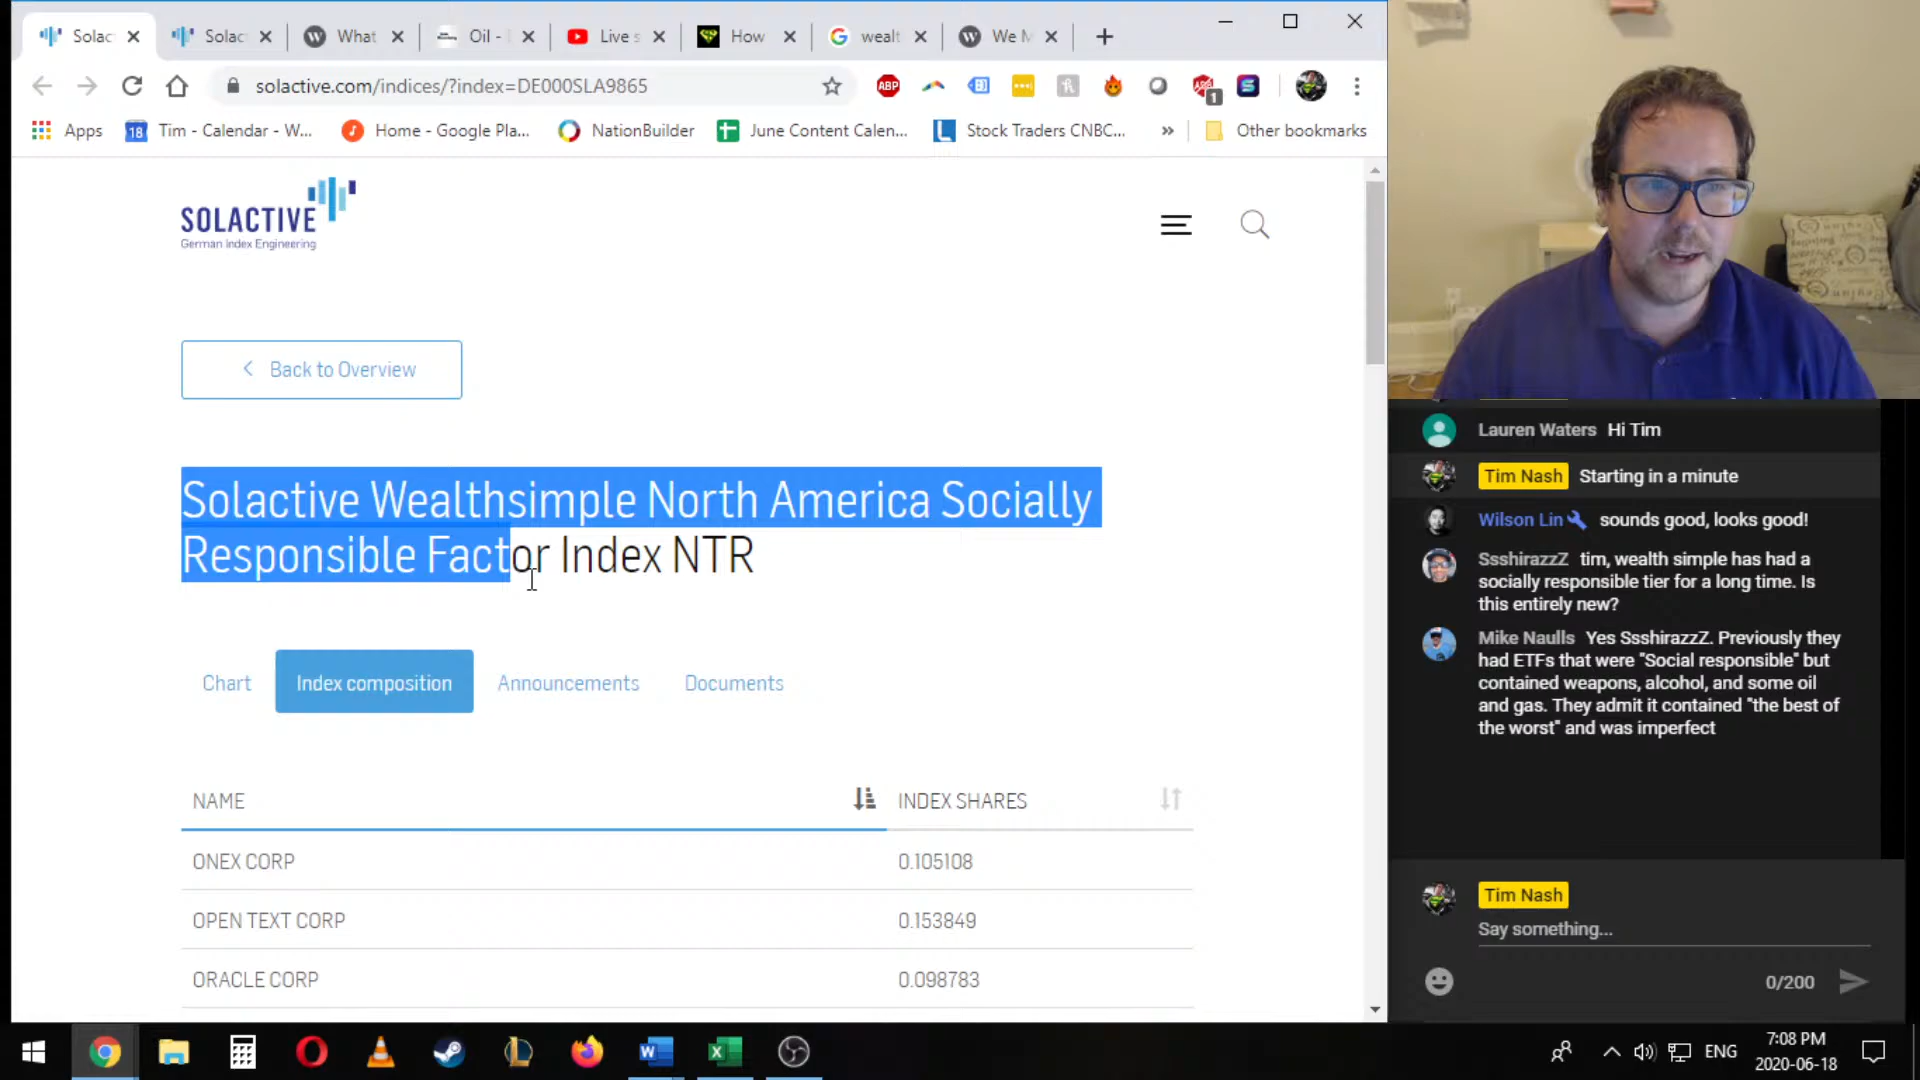 Solac
Solac
What
Oil -
Live s
How
wealt
We M
solactive.com/indices/?index=DE000SLA9865
ABP
1
Apps
18
Tim - Calendar - W...
Home - Google Pla...
NationBuilder
June Content Calen...
Stock Traders CNBC...
»
Other bookmarks
SOLACTIVE
German Index Engineering
Back to Overview
Solactive Wealthsimple North America Socially
Responsible Factor Index NTR
Chart
Index composition
Announcements
Documents
NAME
INDEX SHARES
ONEX CORP
0.105108
OPEN TEXT CORP
0.153849
ORACLE CORP
0.098783
Lauren Waters Hi Tim
Tim Nash Starting in a minute
Wilson Lin sounds good, looks good!
SsshirazzZ tim, wealth simple has had a
socially responsible tier for a long time. Is
this entirely new?
Mike Naulls Yes SsshirazzZ. Previously they
had ETFs that were "Social responsible" but
contained weapons, alcohol, and some oil
and gas. They admit it contained "the best of
the worst" and was imperfect
Tim Nash
Say something...
0/200
ENG
7:08 PM
2020-06-18